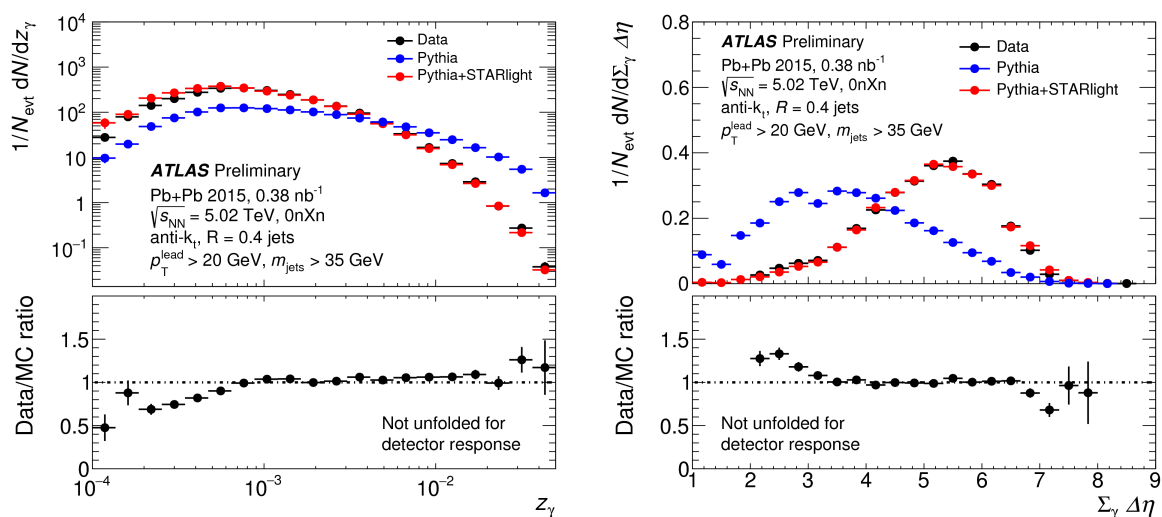 1/N_evt dN/dz_γ
10^4
10^3
10^2
10
1
10^−1
Data
Pythia
Pythia+STARlight
ATLAS Preliminary
Pb+Pb 2015, 0.38 nb^-1
√s_NN = 5.02 TeV, 0nXn
anti-k_t, R = 0.4 jets
p_T^lead > 20 GeV, m_jets > 35 GeV
Data/MC ratio
1.5
1
0.5
0
Not unfolded for
detector response
10^−4
10^−3
10^−2
z_γ
1/N_evt dN/dΣ_γ Δη
0.8
0.6
0.4
0.2
0
ATLAS Preliminary
Pb+Pb 2015, 0.38 nb^-1
√s_NN = 5.02 TeV, 0nXn
anti-k_t, R = 0.4 jets
p_T^lead > 20 GeV, m_jets > 35 GeV
Data
Pythia
Pythia+STARlight
Data/MC ratio
1.5
1
0.5
0
Not unfolded for
detector response
1 2 3 4 5 6 7 8 9
Σ_γ Δη